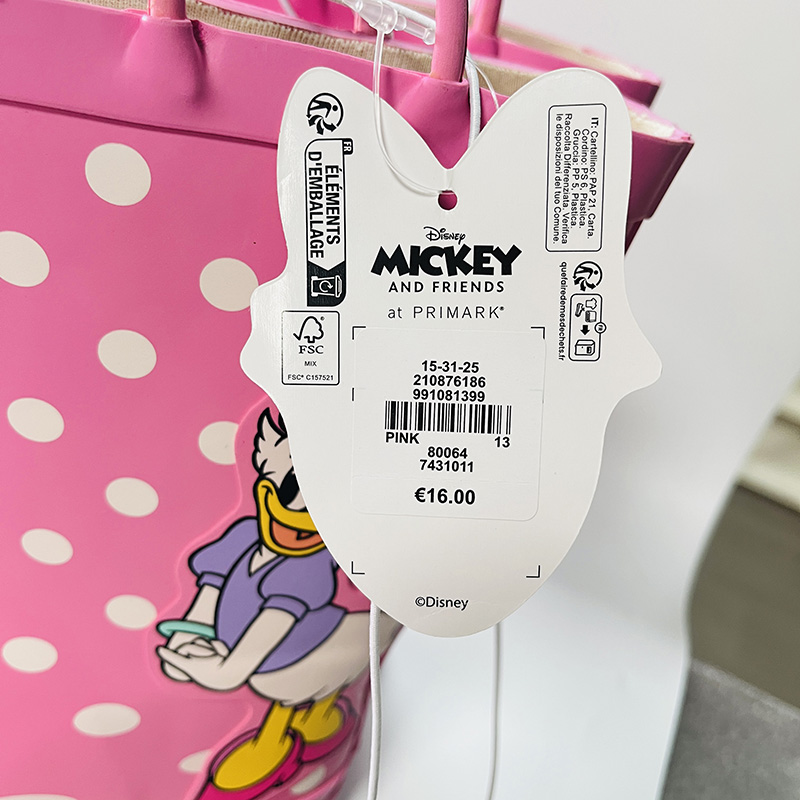 FR
ÉLÉMENTS
D'EMBALLAGE
FSC
MIX
FSC® C157521
IT: Cartellino: PAP 21, Carta.
Cordino: PS 6, Plastica.
Gruccia: PP 5, Plastica.
Raccolta Differenziata. Verifica
le disposizioni del tuo Comune.
quefairedemesdechets.fr
FR
Disney
MICKEY
AND FRIENDS
at PRIMARK®
15-31-25
210876186
991081399
PINK 13
80064
7431011
€16.00
©Disney